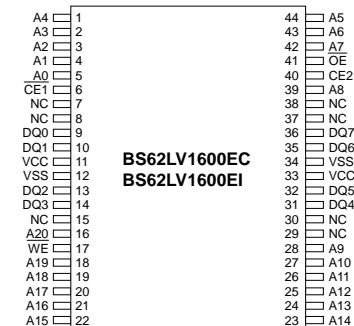 A4 1 44 A5
A3 2 43 A6
A2 3 42 A7
A1 4 41 OE
A0 5 40 CE2
CE1 6 39 A8
NC 7 38 NC
NC 8 37 NC
DQ0 9 36 DQ7
DQ1 10 35 DQ6
VCC 11 BS62LV1600EC 34 VSS
VSS 12 BS62LV1600EI 33 VCC
DQ2 13 32 DQ5
DQ3 14 31 DQ4
NC 15 30 NC
A20 16 29 NC
WE 17 28 A9
A19 18 27 A10
A18 19 26 A11
A17 20 25 A12
A16 21 24 A13
A15 22 23 A14